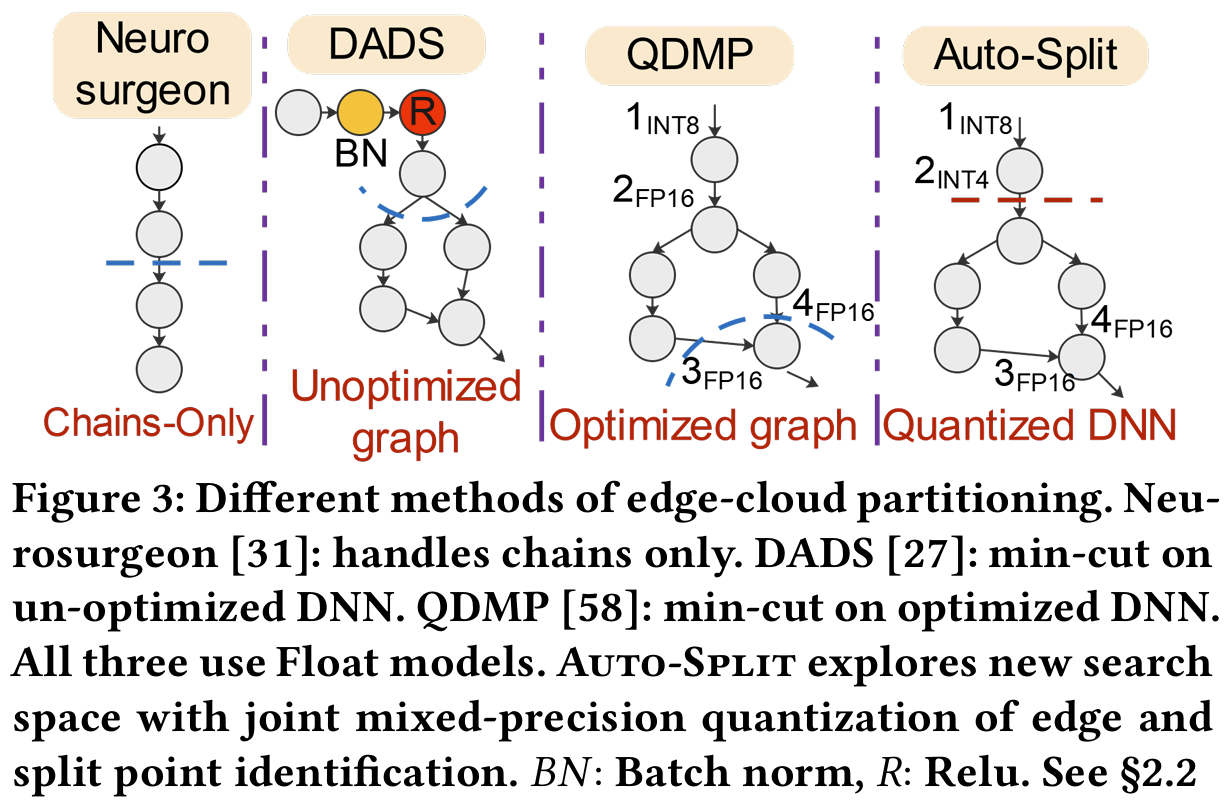 Neuro
surgeon
DADS
QDMP
Auto-Split
R
BN
1INT8
2FP16
4FP16
3FP16
1INT8
2INT4
4FP16
3FP16
Chains-Only
Unoptimized
graph
Optimized graph
Quantized DNN
Figure 3: Different methods of edge-cloud partitioning. Neu-
rosurgeon [31]: handles chains only. DADS [27]: min-cut on
un-optimized DNN. QDMP [58]: min-cut on optimized DNN.
All three use Float models. Auto-Split explores new search
space with joint mixed-precision quantization of edge and
split point identification. BN: Batch norm, R: Relu. See §2.2